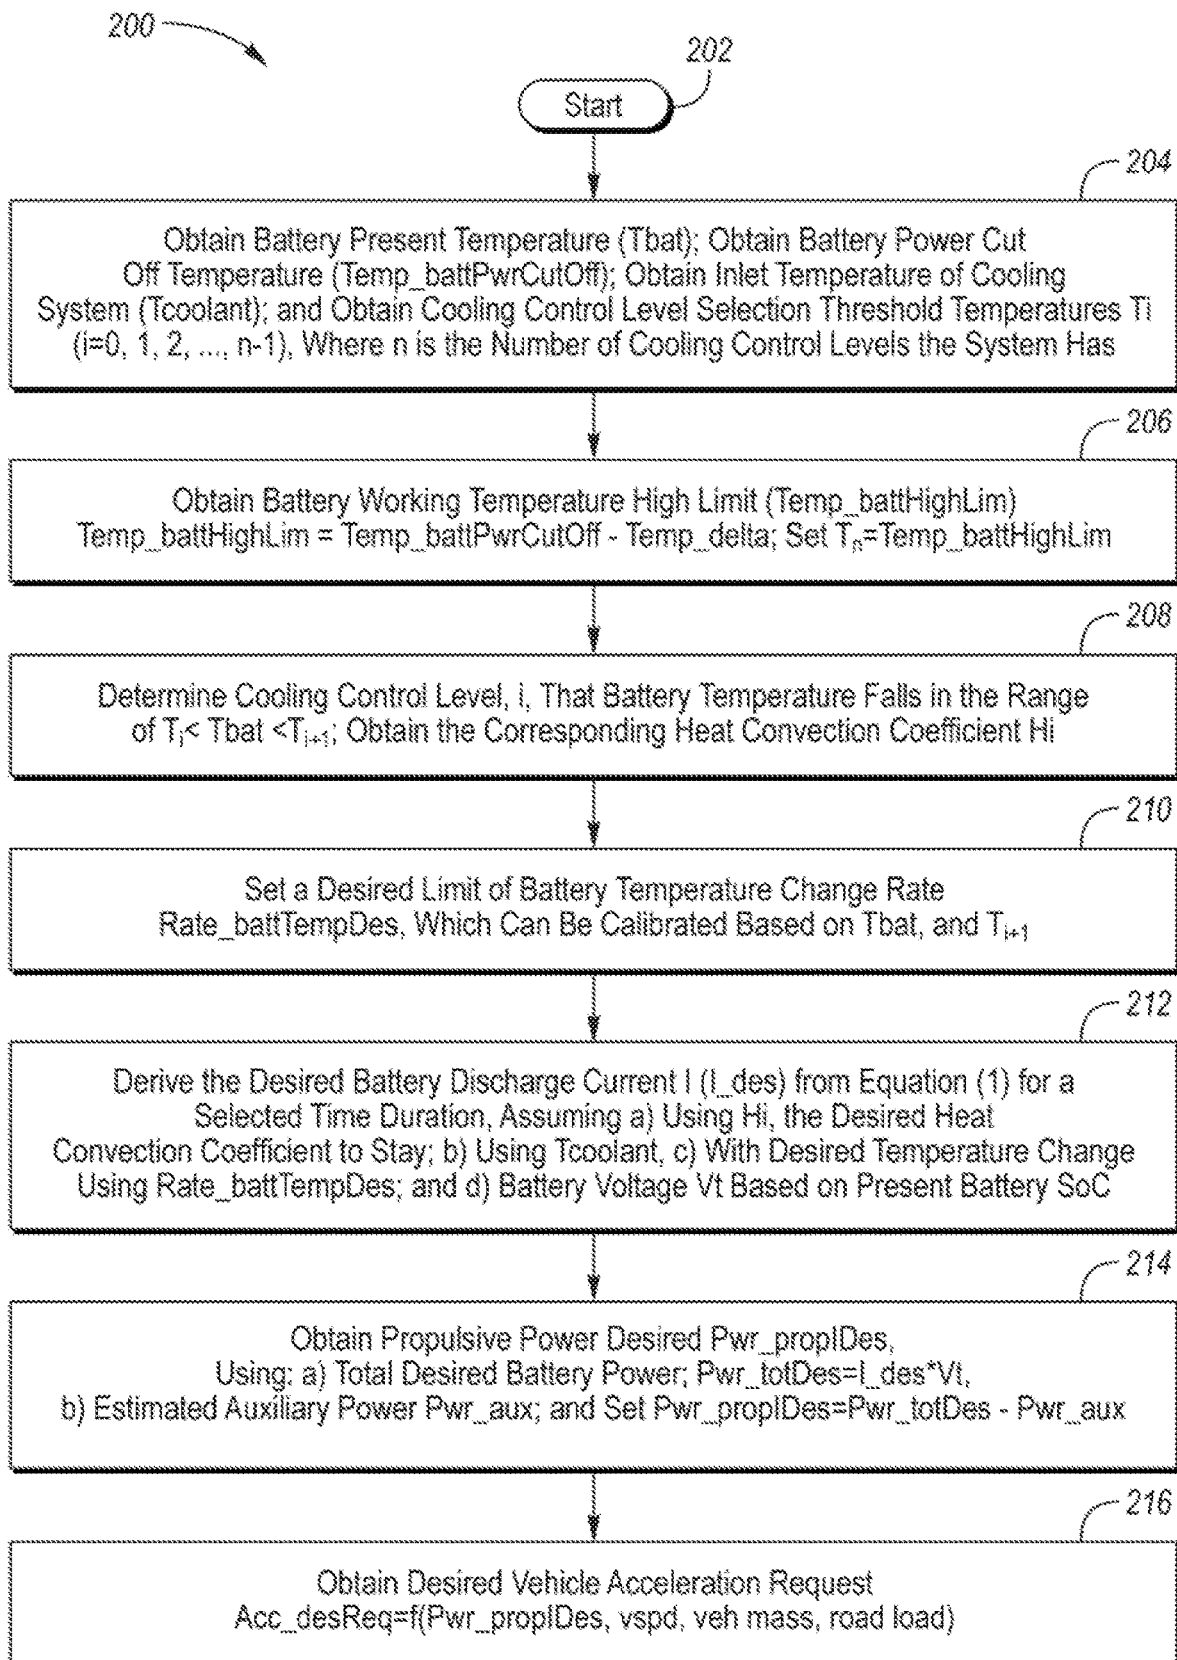 200
202
Start
204
Obtain Battery Present Temperature (Tbat); Obtain Battery Power Cut
Off Temperature (Temp_battPwrCutOff); Obtain Inlet Temperature of Cooling
System (Tcoolant); and Obtain Cooling Control Level Selection Threshold Temperatures Ti
(i=0, 1, 2, ..., n-1), Where n is the Number of Cooling Control Levels the System Has
206
Obtain Battery Working Temperature High Limit (Temp_battHighLim)
Temp_battHighLim = Temp_battPwrCutOff - Temp_delta; Set Tn=Temp_battHighLim
208
Determine Cooling Control Level, i, That Battery Temperature Falls in the Range
of Ti< Tbat <Ti+1; Obtain the Corresponding Heat Convection Coefficient Hi
210
Set a Desired Limit of Battery Temperature Change Rate
Rate_battTempDes, Which Can Be Calibrated Based on Tbat, and Ti+1
212
Derive the Desired Battery Discharge Current I (I_des) from Equation (1) for a
Selected Time Duration, Assuming a) Using Hi, the Desired Heat
Convection Coefficient to Stay; b) Using Tcoolant, c) With Desired Temperature Change
Using Rate_battTempDes; and d) Battery Voltage Vt Based on Present Battery SoC
214
Obtain Propulsive Power Desired Pwr_proplDes,
Using: a) Total Desired Battery Power; Pwr_totDes=I_des*Vt,
b) Estimated Auxiliary Power Pwr_aux; and Set Pwr_proplDes=Pwr_totDes - Pwr_aux
216
Obtain Desired Vehicle Acceleration Request
Acc_desReq=f(Pwr_proplDes, vspd, veh mass, road load)